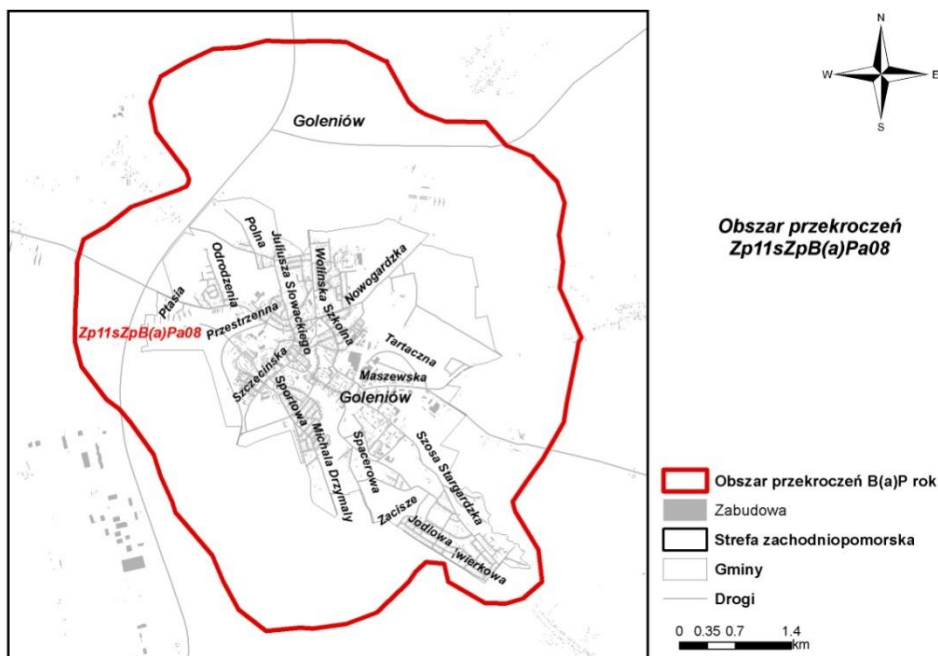 N
W
E
S
Goleniów
Obszar przekroczeń
Zp11sZpB(a)Pa08
Polna
Juliusza Słowackiego
Wolińska
Szkolna
Nowogardzka
Odrodzenia
Ptasia
Przestrzenna
Zp11sZpB(a)Pa08
Tartaczna
Maszewska
Szczecińska
Goleniów
Sportowa
Michała Drzymały
Spacerowa
Szosa Stargardzka
Zacisze
Jodłowa
wierkowa
Obszar przekroczeń B(a)P rok
Zabudowa
Strefa zachodniopomorska
Gminy
Drogi
0 0.35 0.7 1.4
km